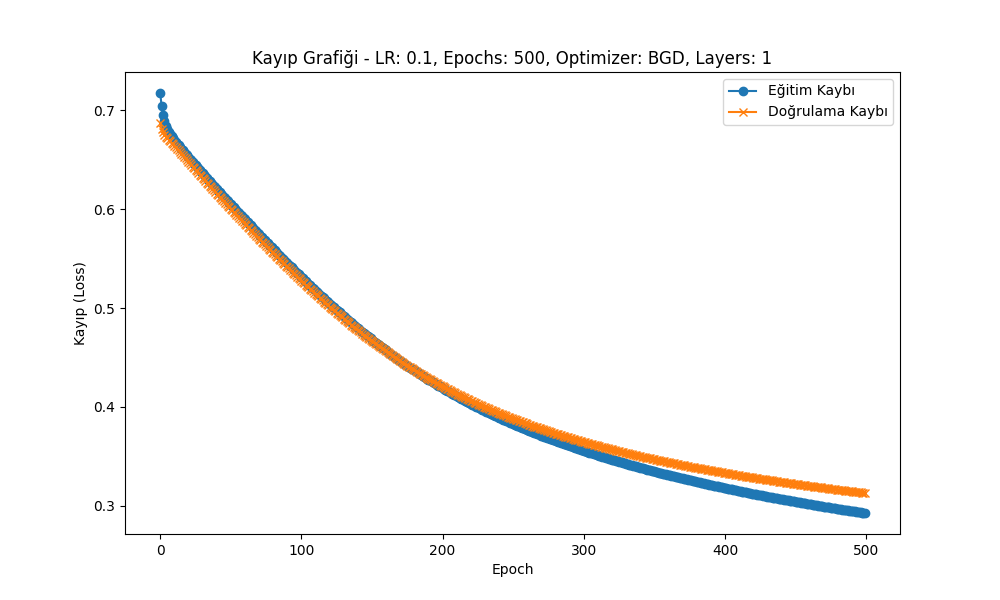 Kayıp Grafiği - LR: 0.1, Epochs: 500, Optimizer: BGD, Layers: 1
Eğitim Kaybı
Doğrulama Kaybı
Kayıp (Loss)
0.7
0.6
0.5
0.4
0.3
0 100 200 300 400 500
Epoch